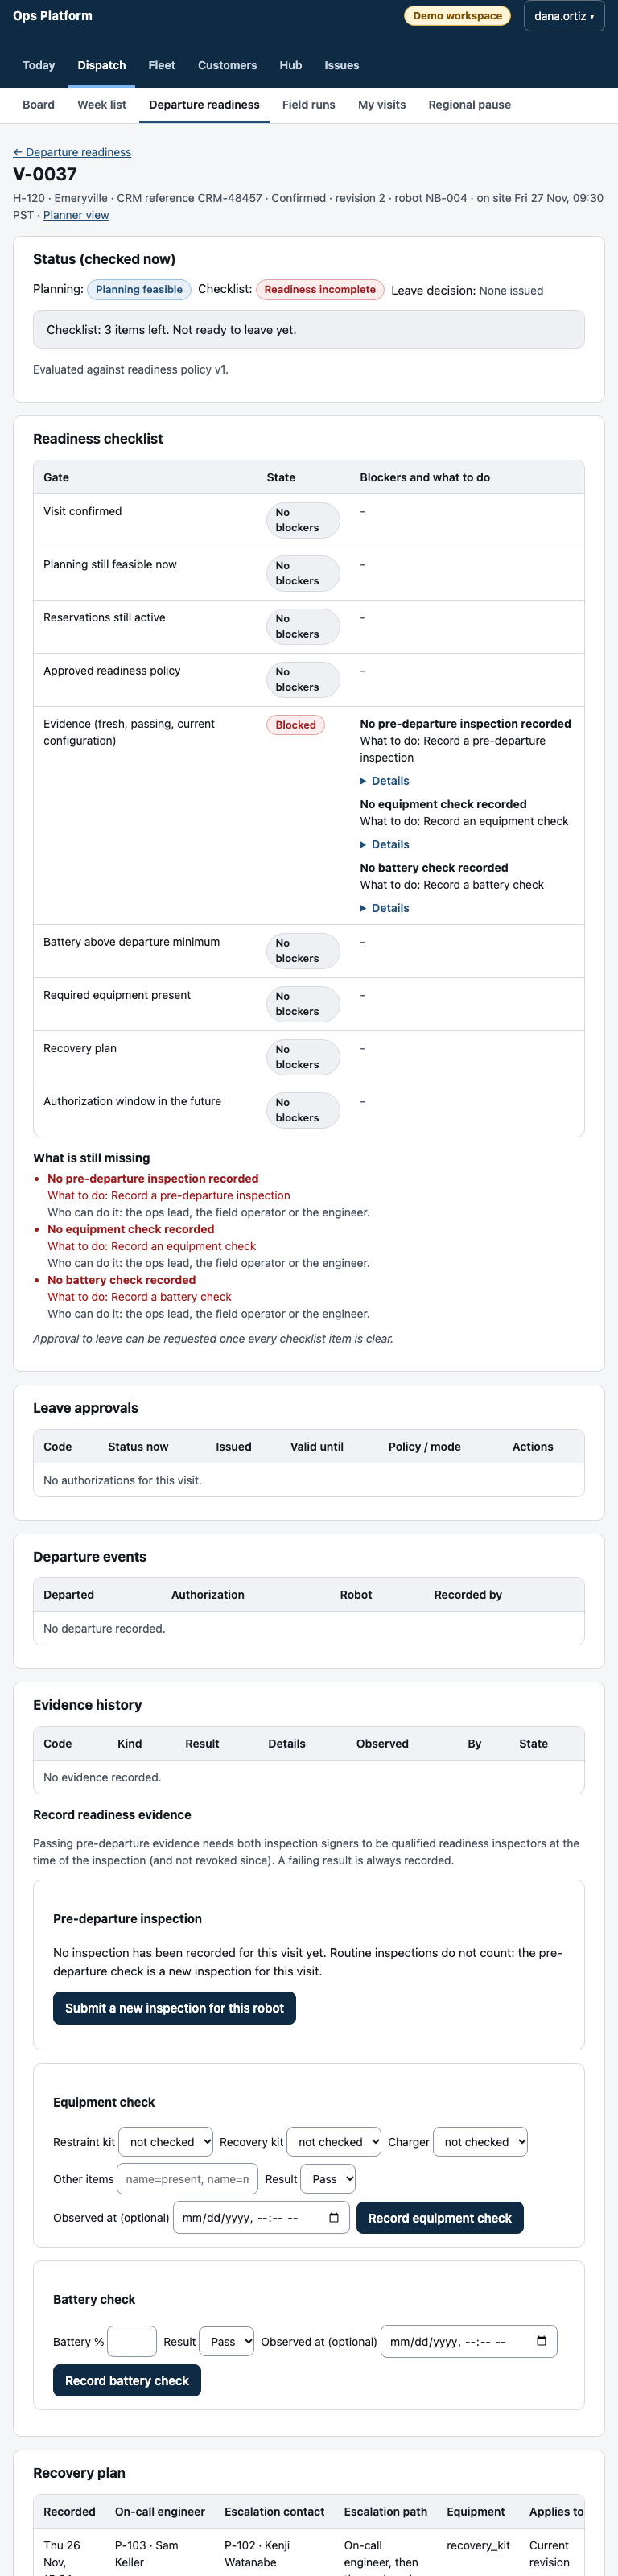 Ops Platform
Demo workspace
dana.ortiz ▾
Today Dispatch Fleet Customers Hub Issues
Board Week list Departure readiness Field runs My visits Regional pause
← Departure readiness
V-0037
H-120 · Emeryville · CRM reference CRM-48457 · Confirmed · revision 2 · robot NB-004 · on site Fri 27 Nov, 09:30
PST · Planner view
Status (checked now)
Planning: Planning feasible Checklist: Readiness incomplete Leave decision: None issued
Checklist: 3 items left. Not ready to leave yet.
Evaluated against readiness policy v1.
Readiness checklist
Gate State Blockers and what to do
Visit confirmed No blockers -
Planning still feasible now No blockers -
Reservations still active No blockers -
Approved readiness policy No blockers -
Evidence (fresh, passing, current
configuration)
Blocked
No pre-departure inspection recorded
What to do: Record a pre-departure
inspection
▶ Details
No equipment check recorded
What to do: Record an equipment check
▶ Details
No battery check recorded
What to do: Record a battery check
▶ Details
Battery above departure minimum No blockers -
Required equipment present No blockers -
Recovery plan No blockers -
Authorization window in the future No blockers -
What is still missing
• No pre-departure inspection recorded
What to do: Record a pre-departure inspection
Who can do it: the ops lead, the field operator or the engineer.
• No equipment check recorded
What to do: Record an equipment check
Who can do it: the ops lead, the field operator or the engineer.
• No battery check recorded
What to do: Record a battery check
Who can do it: the ops lead, the field operator or the engineer.
Approval to leave can be requested once every checklist item is clear.
Leave approvals
Code Status now Issued Valid until Policy / mode Actions
No authorizations for this visit.
Departure events
Departed Authorization Robot Recorded by
No departure recorded.
Evidence history
Code Kind Result Details Observed By State
No evidence recorded.
Record readiness evidence
Passing pre-departure evidence needs both inspection signers to be qualified readiness inspectors at the
time of the inspection (and not revoked since). A failing result is always recorded.
Pre-departure inspection
No inspection has been recorded for this visit yet. Routine inspections do not count: the pre-
departure check is a new inspection for this visit.
Submit a new inspection for this robot
Equipment check
Restraint kit not checked Recovery kit not checked Charger not checked
Other items name=present, name=m Result Pass
Observed at (optional) mm/dd/yyyy, --:-- -- Record equipment check
Battery check
Battery % Result Pass Observed at (optional) mm/dd/yyyy, --:-- --
Record battery check
Recovery plan
Recorded On-call engineer Escalation contact Escalation path Equipment Applies to
Thu 26 P-103 · Sam P-102 · Kenji On-call recovery_kit Current
Nov, Keller Watanabe engineer, then revision